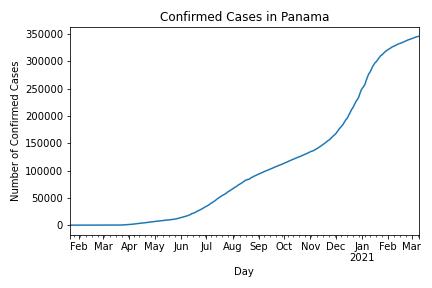 Confirmed Cases in Panama
350000
300000
250000
200000
150000
100000
50000
0
Number of Confirmed Cases
Feb Mar Apr May Jun Jul Aug Sep Oct Nov Dec Jan Feb Mar
2021
Day